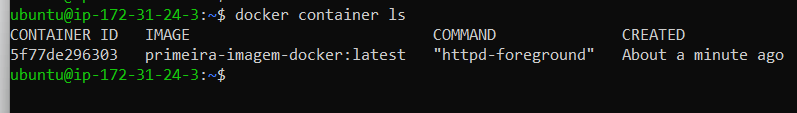 ubuntu@ip-172-31-24-3:~$ docker container ls
CONTAINER ID   IMAGE                           COMMAND              CREATED
5f77de296303   primeira-imagem-docker:latest   "httpd-foreground"   About a minute ago
ubuntu@ip-172-31-24-3:~$